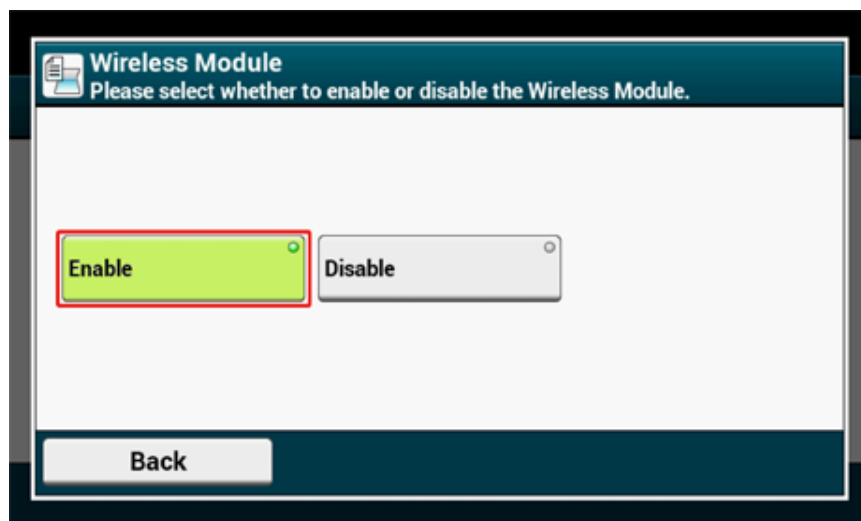 Wireless Module
Please select whether to enable or disable the Wireless Module.
Enable
Disable
Back